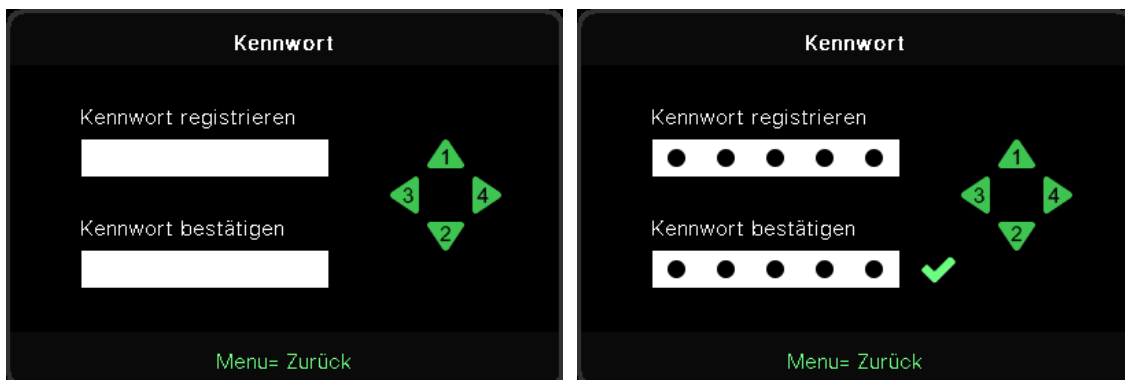 Kennwort
Kennwort registrieren
1
3 4
Kennwort bestätigen
2
Menu= Zurück
Kennwort
Kennwort registrieren
1
3 4
Kennwort bestätigen
2
Menu= Zurück